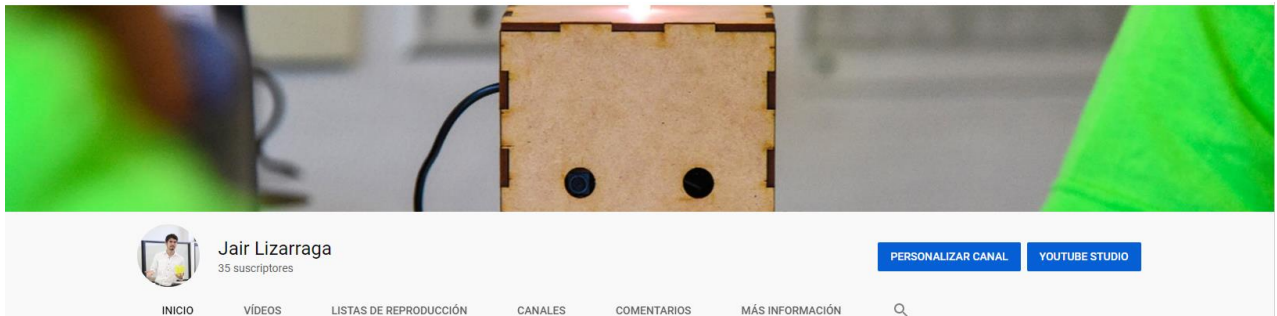 Jair Lizarraga
35 suscriptores
PERSONALIZAR CANAL YOUTUBE STUDIO
INICIO VÍDEOS LISTAS DE REPRODUCCIÓN CANALES COMENTARIOS MÁS INFORMACIÓN